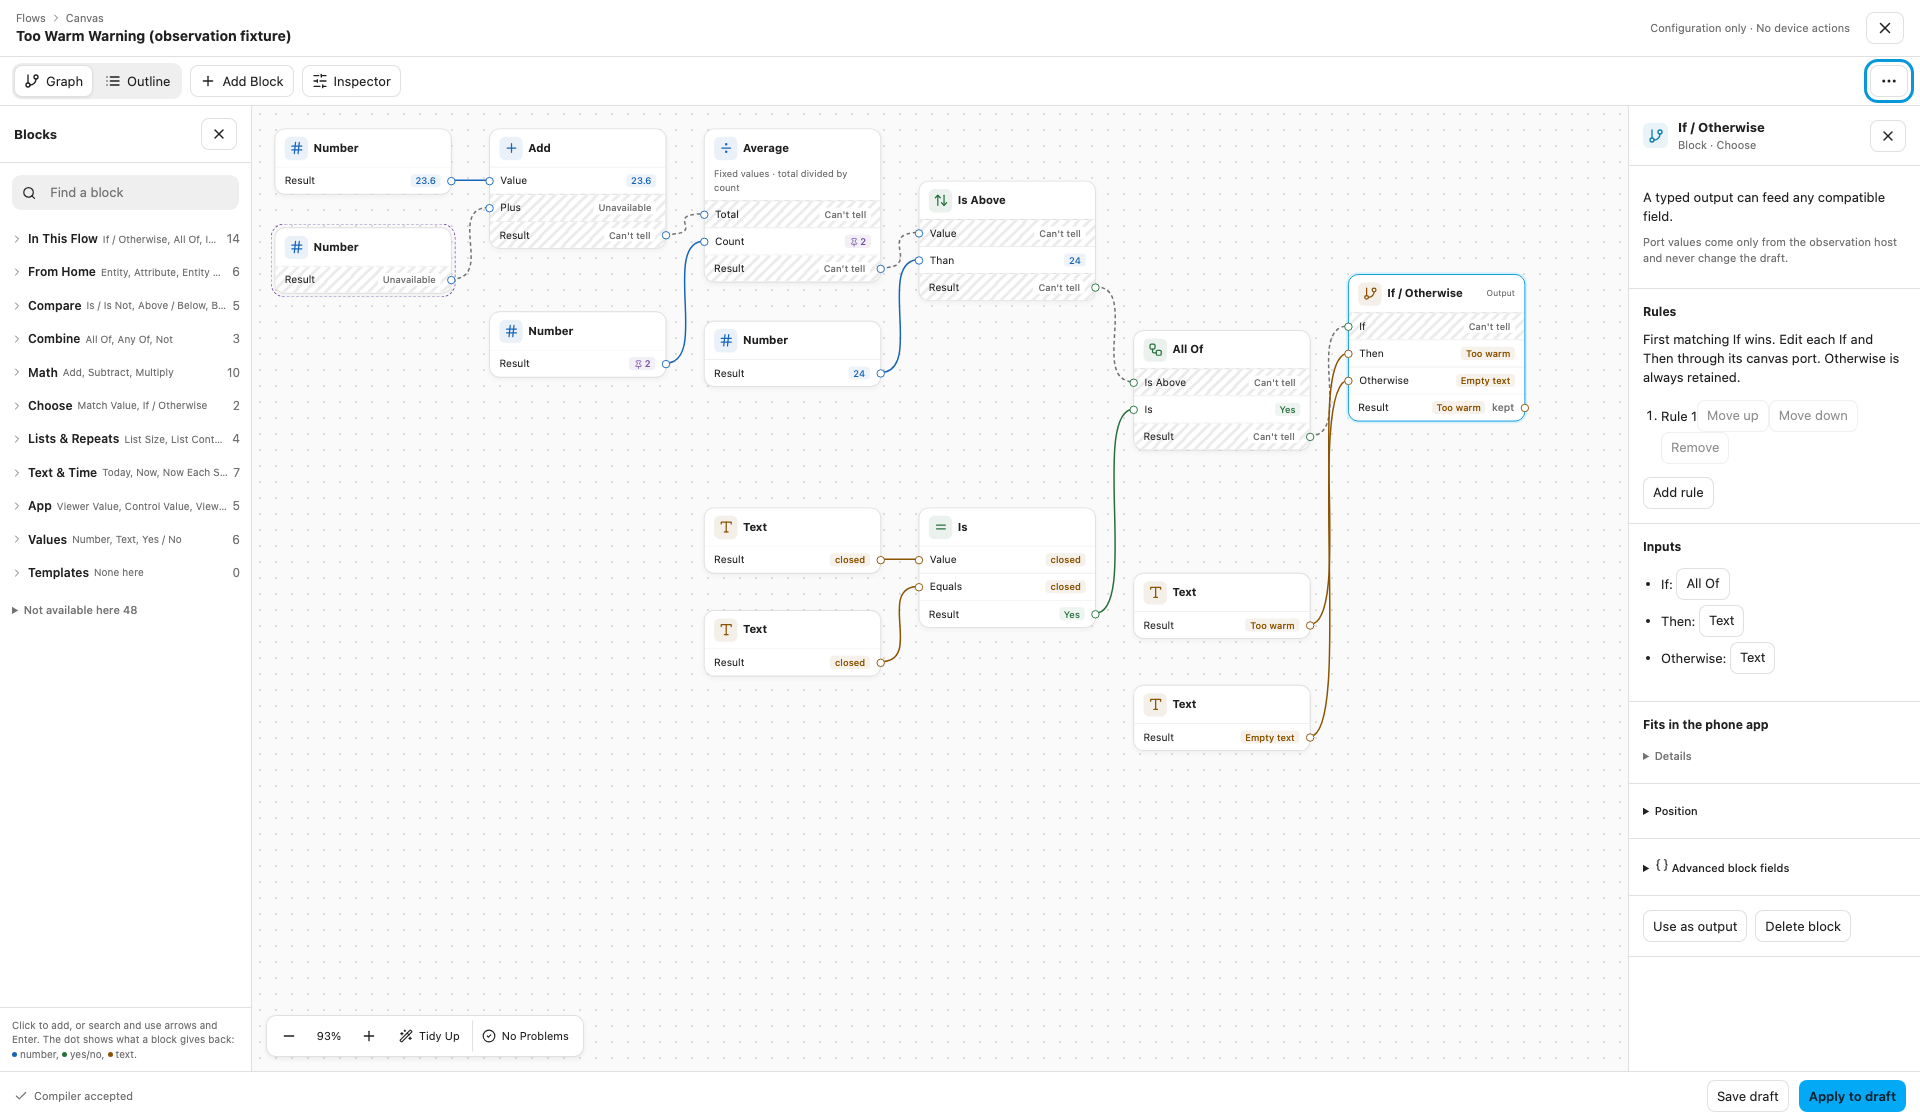 Flows > Canvas
Too Warm Warning (observation fixture)
Configuration only · No device actions
Graph
Outline
Add Block
Inspector
Blocks
Find a block
In This Flow If / Otherwise, All Of, I... 14
From Home Entity, Attribute, Entity ... 6
Compare Is / Is Not, Above / Below, B... 5
Combine All Of, Any Of, Not 3
Math Add, Subtract, Multiply 10
Choose Match Value, If / Otherwise 2
Lists & Repeats List Size, List Cont... 4
Text & Time Today, Now, Now Each S... 7
App Viewer Value, Control Value, View... 5
Values Number, Text, Yes / No 6
Templates None here 0
Not available here 48
Click to add, or search and use arrows and
Enter. The dot shows what a block gives back:
number, yes/no, text.
Number
Result 23.6
Number
Result Unavailable
Add
Value 23.6
Plus Unavailable
Result Can't tell
Number
Result 2
Average
Fixed values · total divided by
count
Total Can't tell
Count 2
Result Can't tell
Number
Result 24
Is Above
Value Can't tell
Than 24
Result Can't tell
Text
Result closed
Text
Result closed
Is
Value closed
Equals closed
Result Yes
All Of
Is Above Can't tell
Is Yes
Result Can't tell
Text
Result Too warm
Text
Result Empty text
If / Otherwise Output
If Can't tell
Then Too warm
Otherwise Empty text
Result Too warm kept
93%
Tidy Up
No Problems
If / Otherwise
Block · Choose
A typed output can feed any compatible
field.
Port values come only from the observation host
and never change the draft.
Rules
First matching If wins. Edit each If and
Then through its canvas port. Otherwise is
always retained.
1. Rule 1 Move up Move down
Remove
Add rule
Inputs
• If: All Of
• Then: Text
• Otherwise: Text
Fits in the phone app
Details
Position
{ } Advanced block fields
Use as output
Delete block
Compiler accepted
Save draft
Apply to draft